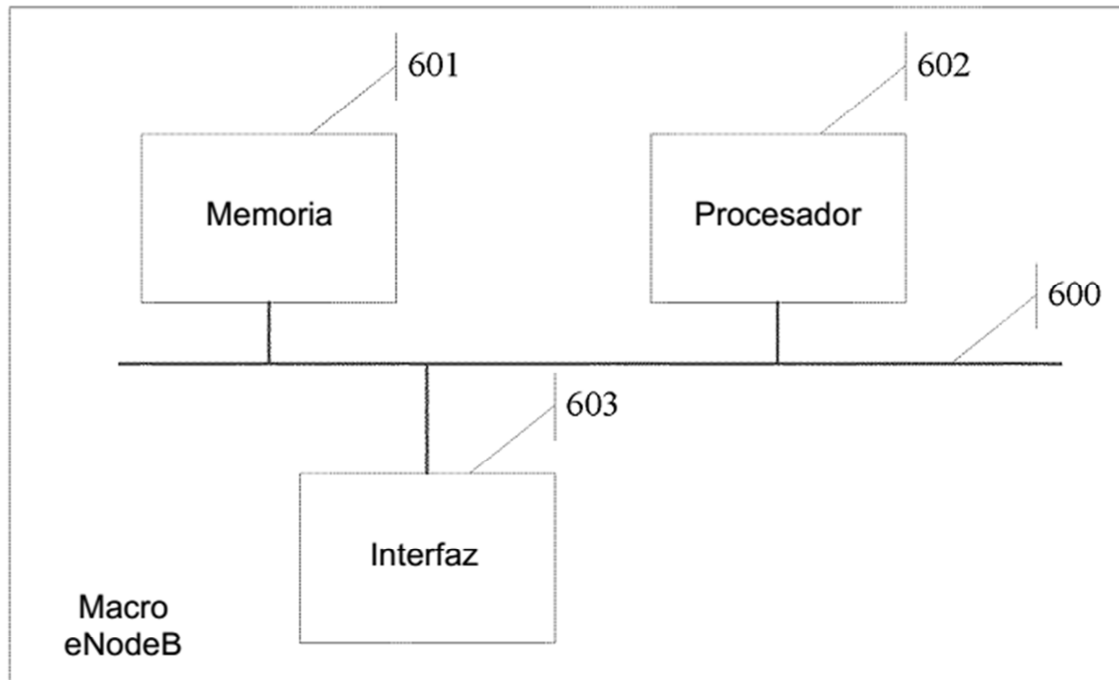 601
602
Memoria
Procesador
600
603
Interfaz
Macro
eNodeB